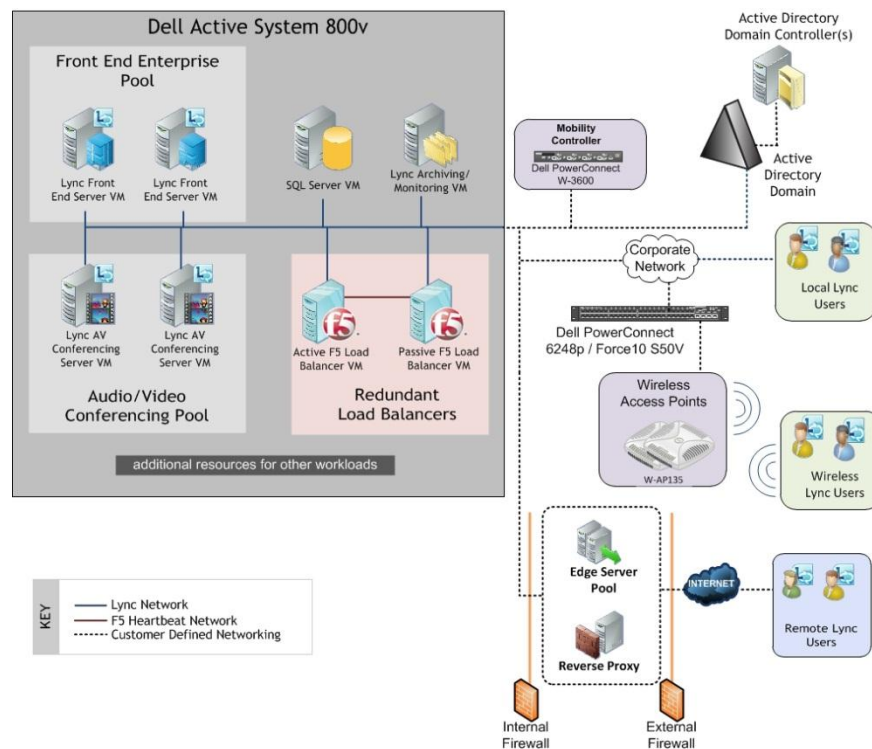 Dell Active System 800v
Front End Enterprise
Pool
Lync Front
End Server VM
Lync Front
End Server VM
SQL Server VM
Lync Archiving/
Monitoring VM
Lync AV
Conferencing
Server VM
Lync AV
Conferencing
Server VM
Audio/Video
Conferencing Pool
f5
f5
Active F5 Load
Balancer VM
Passive F5 Load
Balancer VM
Redundant
Load Balancers
additional resources for other workloads
Mobility
Controller
Dell PowerConnect
W-3600
Active Directory
Domain Controller(s)
Active
Directory
Domain
Corporate
Network
Local Lync
Users
Dell PowerConnect
6248p / Force10 S50V
Wireless
Access Points
W-AP135
Wireless
Lync Users
Edge Server
Pool
Reverse Proxy
INTERNET
Remote Lync
Users
Internal
Firewall
External
Firewall
KEY
Lync Network
F5 Heartbeat Network
Customer Defined Networking